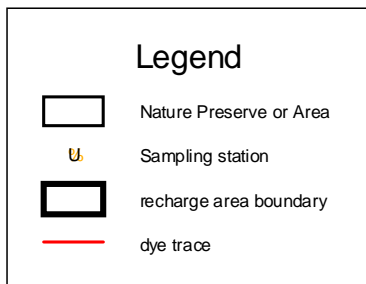 Legend
Nature Preserve or Area
U% Sampling station
recharge area boundary
dye trace